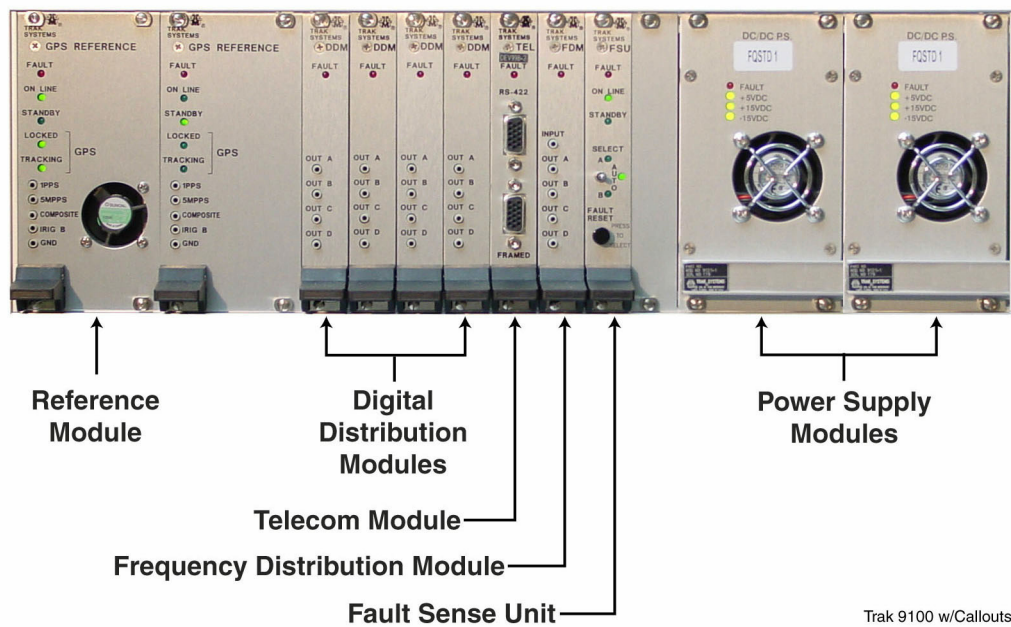 TRAK
SYSTEMS
GPS REFERENCE
FAULT
ON LINE
STANDBY
LOCKED
TRACKING
GPS
1PPS
5MPPS
COMPOSITE
IRIG B
GND
TRAK
SYSTEMS
GPS REFERENCE
FAULT
ON LINE
STANDBY
LOCKED
TRACKING
GPS
1PPS
5MPPS
COMPOSITE
IRIG B
GND
TRAK
SYSTEMS
DDM
FAULT
OUT A
OUT B
OUT C
OUT D
TRAK
SYSTEMS
DDM
FAULT
OUT A
OUT B
OUT C
OUT D
TRAK
SYSTEMS
DDM
FAULT
OUT A
OUT B
OUT C
OUT D
TRAK
SYSTEMS
DDM
FAULT
OUT A
OUT B
OUT C
OUT D
TRAK
SYSTEMS
TEL
FAULT
RS-422
FRAMED
TRAK
SYSTEMS
FDM
FAULT
INPUT
OUT A
OUT B
OUT C
OUT D
TRAK
SYSTEMS
FSU
FAULT
ON LINE
STANDBY
SELECT
A
AUTO
B
FAULT
RESET
PRESS
TO
SELECT
DC/DC P.S.
FQSTD 1
FAULT
+5VDC
+15VDC
-15VDC
TRAK SYSTEMS
DC/DC P.S.
FQSTD 1
FAULT
+5VDC
+15VDC
-15VDC
TRAK SYSTEMS
Reference
Module
Digital
Distribution
Modules
Power Supply
Modules
Telecom Module
Frequency Distribution Module
Fault Sense Unit
Trak 9100 w/Callouts